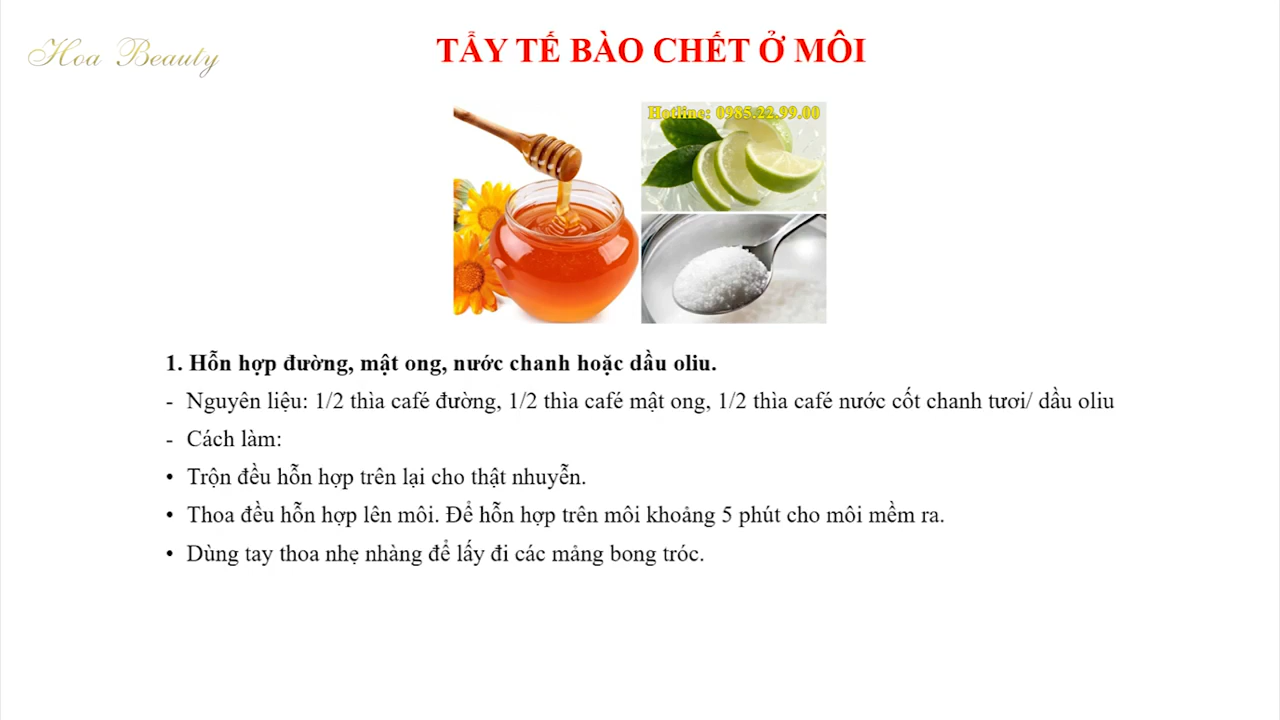 Hoa Beauty
TẨY TẾ BÀO CHẾT Ở MÔI
Hotline: 0985.22.99.00
1. Hỗn hợp đường, mật ong, nước chanh hoặc dầu oliu.
- Nguyên liệu: 1/2 thìa café đường, 1/2 thìa café mật ong, 1/2 thìa café nước cốt chanh tươi/ dầu oliu
- Cách làm:
• Trộn đều hỗn hợp trên lại cho thật nhuyễn.
• Thoa đều hỗn hợp lên môi. Để hỗn hợp trên môi khoảng 5 phút cho môi mềm ra.
• Dùng tay thoa nhẹ nhàng để lấy đi các mảng bong tróc.